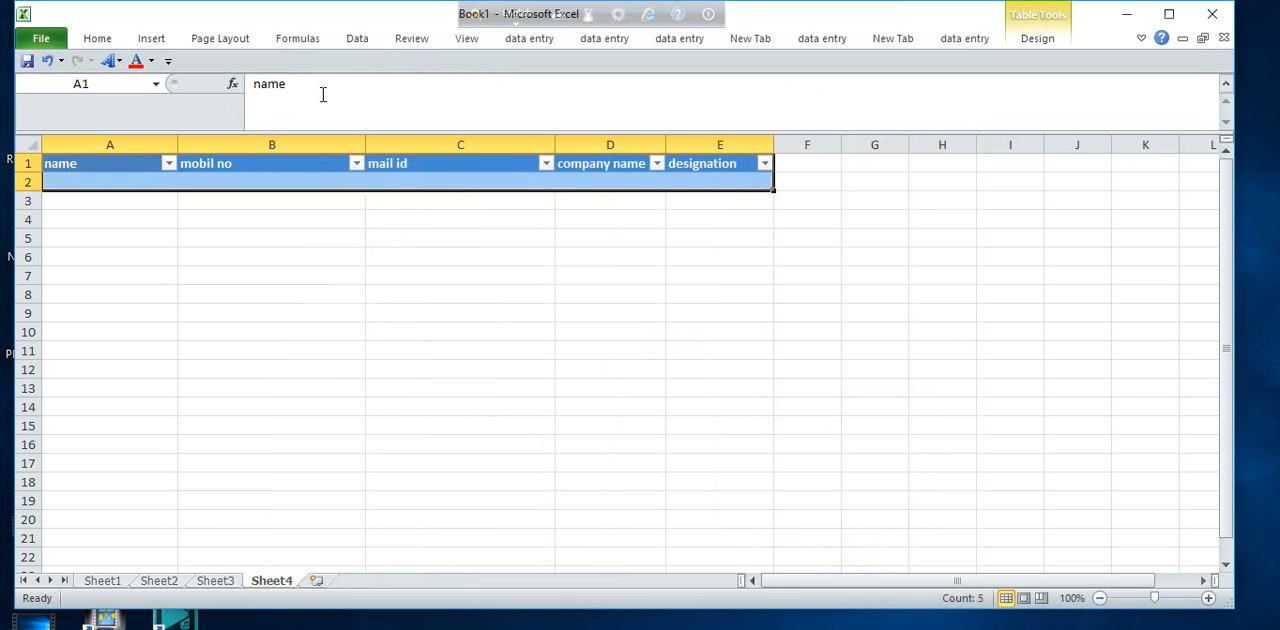 Book1 - Microsoft Excel
Table Tools
File Home Insert Page Layout Formulas Data Review View data entry data entry data entry New Tab data entry New Tab data entry Design
A1 fx name
A B C D E F G H I J K L
1 name mobil no mail id company name designation
2
3
4
5
6
7
8
9
10
11
12
13
14
15
16
17
18
19
20
21
22
Sheet1 Sheet2 Sheet3 Sheet4
Ready Count: 5 100%